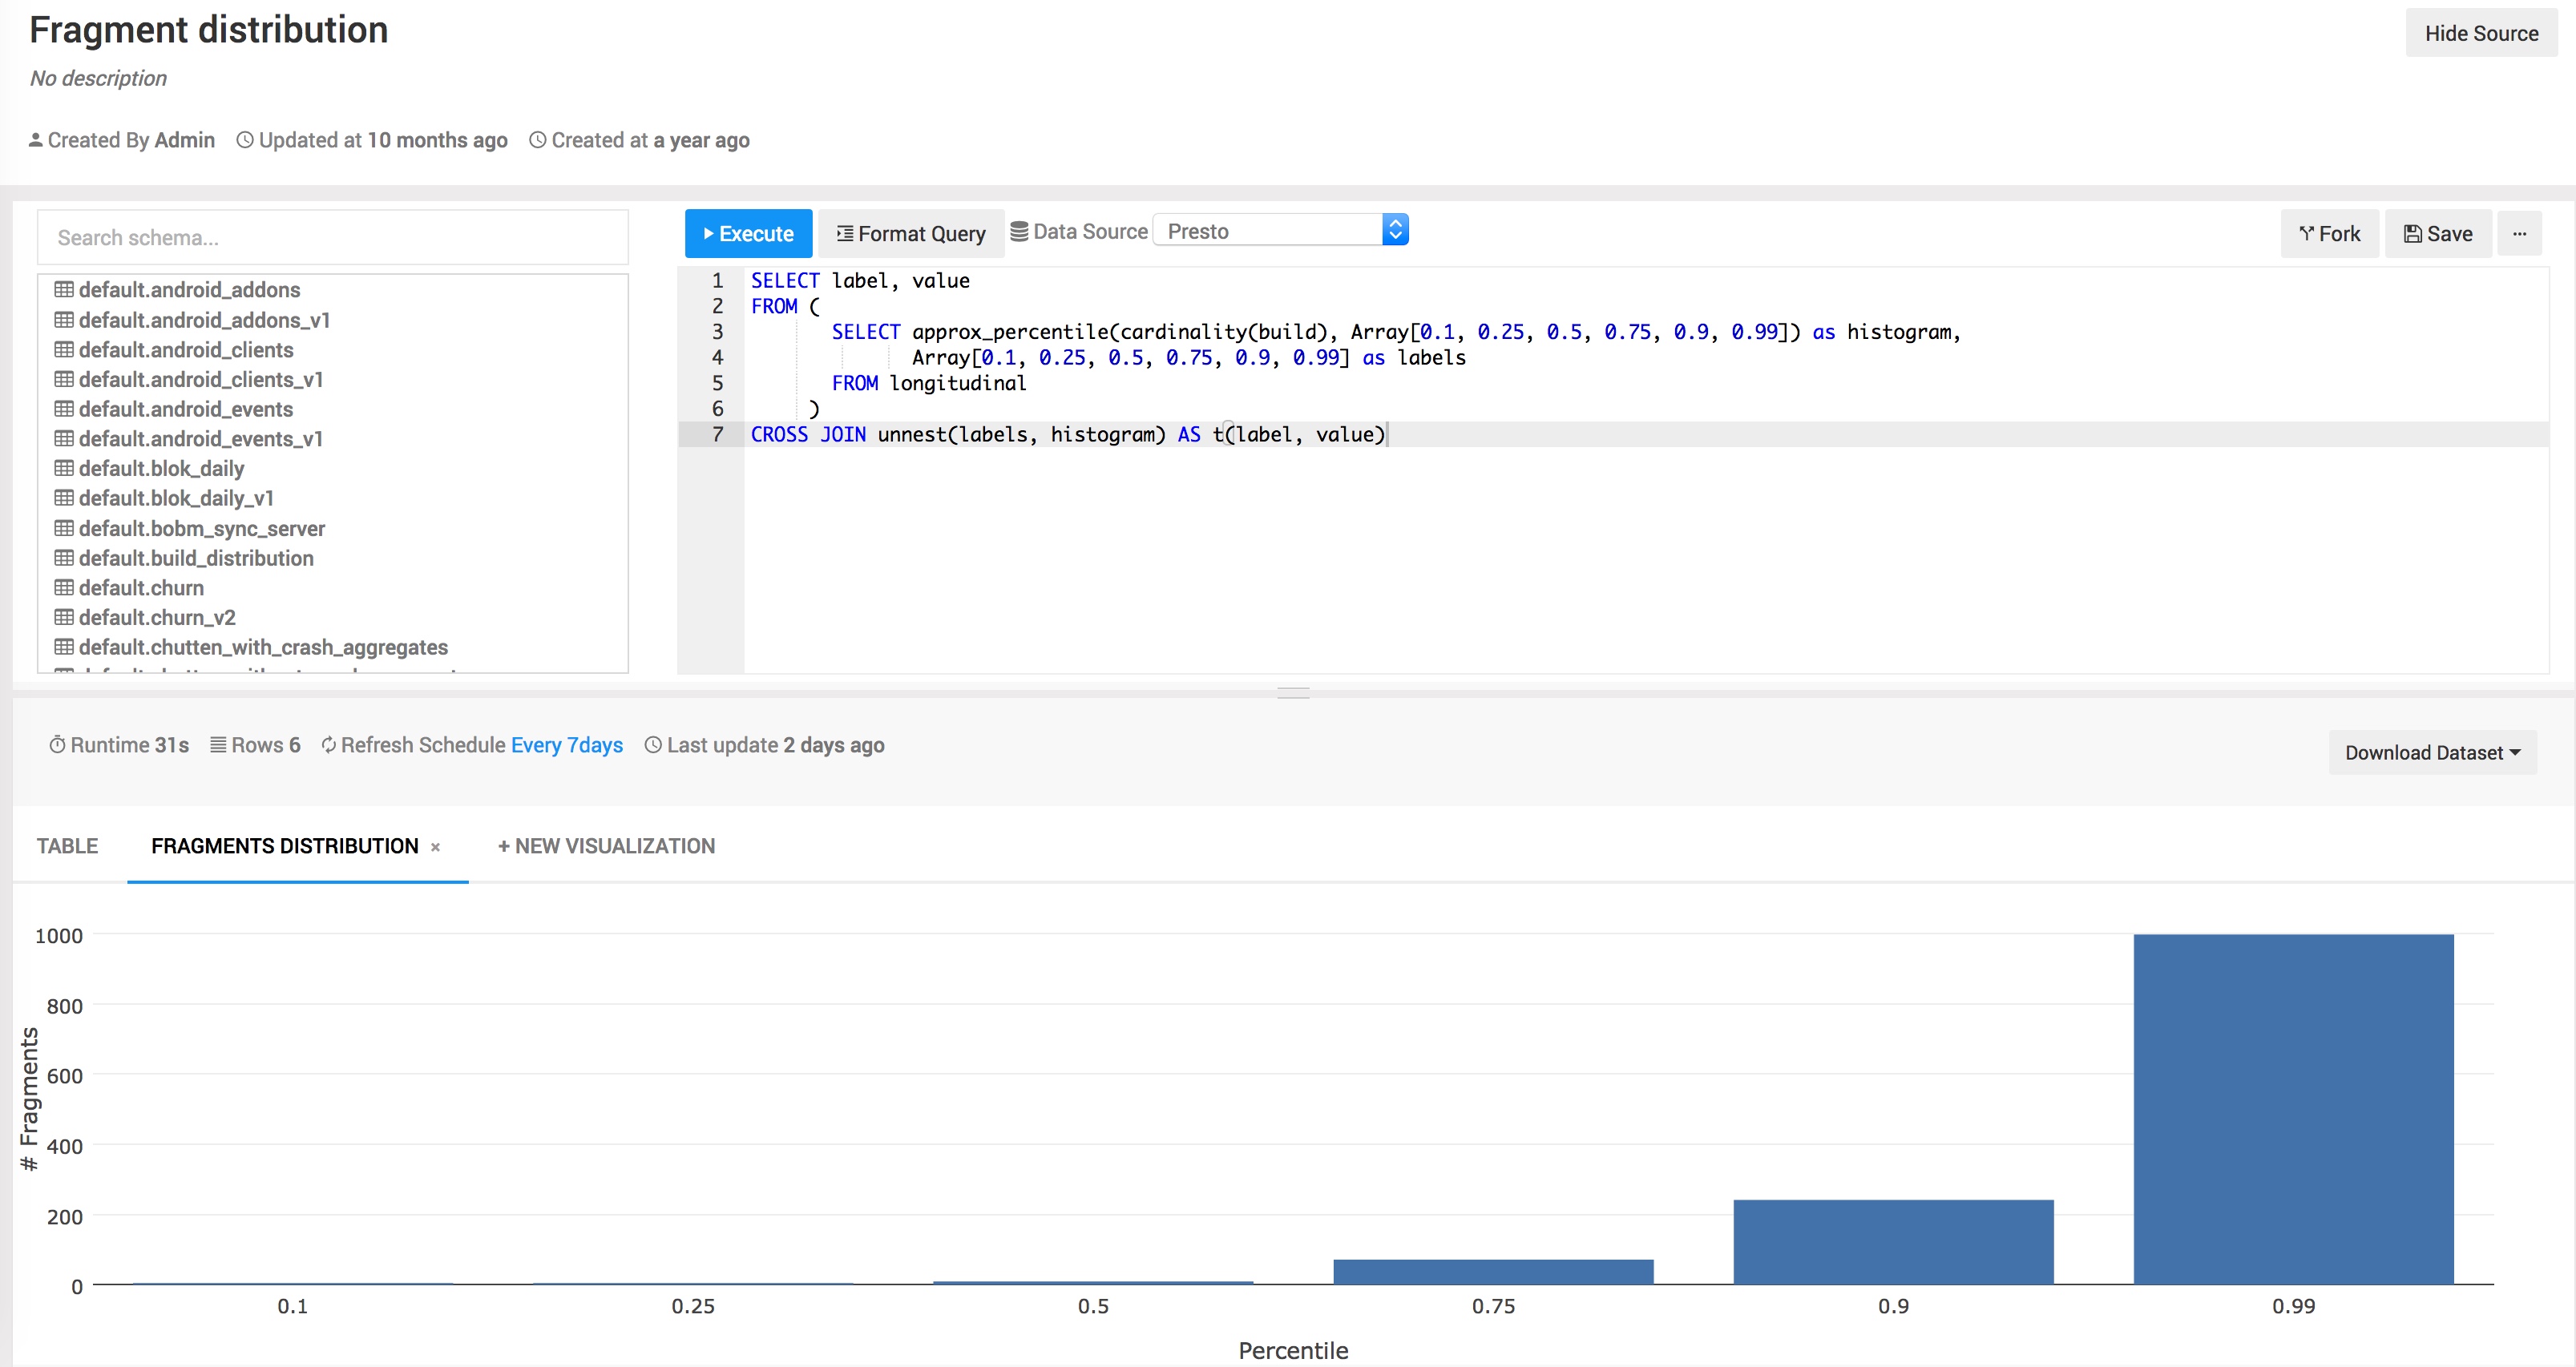 Fragment distribution
Hide Source
No description
Created By Admin Updated at 10 months ago Created at a year ago
Search schema...
Execute Format Query Data Source Presto Fork Save ...
default.android_addons
default.android_addons_v1
default.android_clients
default.android_clients_v1
default.android_events
default.android_events_v1
default.blok_daily
default.blok_daily_v1
default.bobm_sync_server
default.build_distribution
default.churn
default.churn_v2
default.chutten_with_crash_aggregates
1 SELECT label, value
2 FROM (
3 SELECT approx_percentile(cardinality(build), Array[0.1, 0.25, 0.5, 0.75, 0.9, 0.99]) as histogram,
4 Array[0.1, 0.25, 0.5, 0.75, 0.9, 0.99] as labels
5 FROM longitudinal
6 )
7 CROSS JOIN unnest(labels, histogram) AS t(label, value)
Runtime 31s Rows 6 Refresh Schedule Every 7days Last update 2 days ago
Download Dataset
TABLE FRAGMENTS DISTRIBUTION × + NEW VISUALIZATION
# Fragments
1000
800
600
400
200
0
0.1 0.25 0.5 0.75 0.9 0.99
Percentile